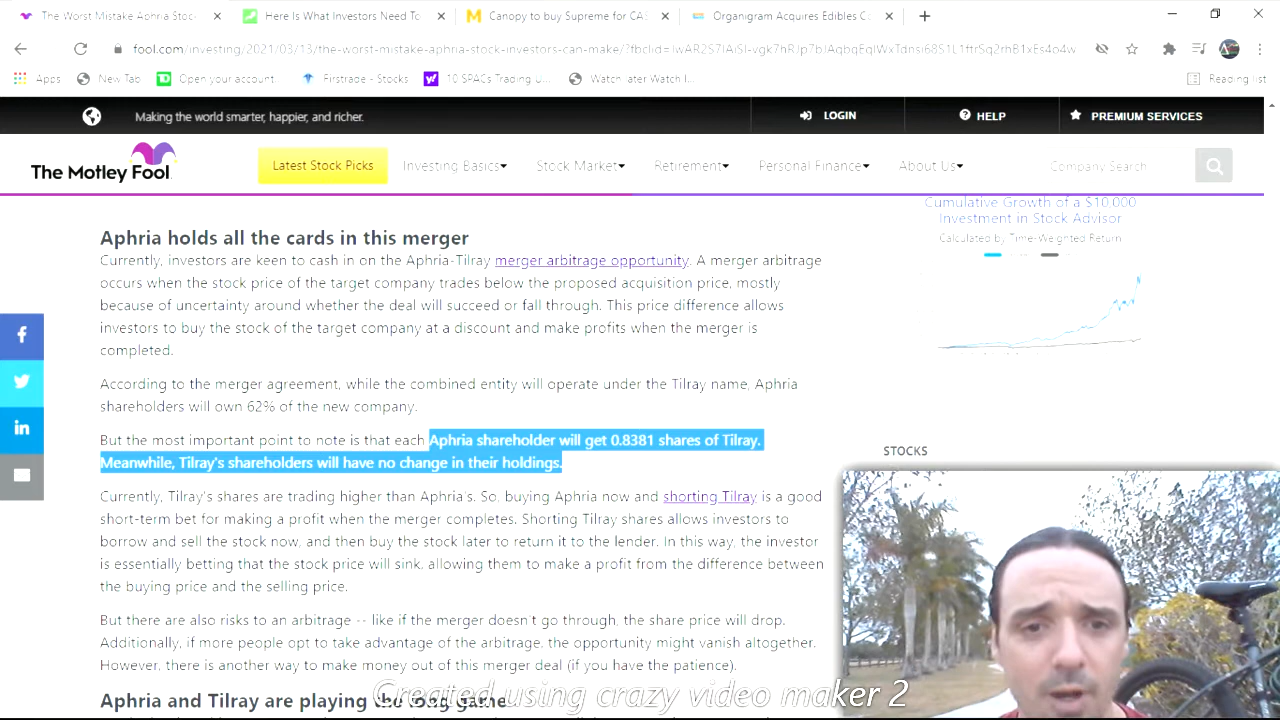 The Worst Mistake Aphria Stoc
Here Is What Investors Need To
Canopy to buy Supreme for CA$
Organigram Acquires Edibles Co
fool.com/investing/2021/03/13/the-worst-mistake-aphria-stock-investors-can-make/?fbclid=
Apps
New Tab
Open your account
Firstrade - Stocks
10 SPACs Trading U...
Watch later Watch l...
Reading list
Making the world smarter, happier, and richer.
LOGIN
HELP
PREMIUM SERVICES
The Motley Fool
Latest Stock Picks
Investing Basics
Stock Market
Retirement
Personal Finance
About Us
Company Search
Cumulative Growth of a $10,000
Investment in Stock Advisor
Calculated by Time-Weighted Return
Aphria holds all the cards in this merger
Currently, investors are keen to cash in on the Aphria-Tilray merger arbitrage opportunity. A merger arbitrage
occurs when the stock price of the target company trades below the proposed acquisition price, mostly
because of uncertainty around whether the deal will succeed or fall through. This price difference allows
investors to buy the stock of the target company at a discount and make profits when the merger is
completed.
According to the merger agreement, while the combined entity will operate under the Tilray name, Aphria
shareholders will own 62% of the new company.
But the most important point to note is that each Aphria shareholder will get 0.8381 shares of Tilray.
Meanwhile, Tilray's shareholders will have no change in their holdings.
STOCKS
Currently, Tilray's shares are trading higher than Aphria's. So, buying Aphria now and shorting Tilray is a good
short-term bet for making a profit when the merger completes. Shorting Tilray shares allows investors to
borrow and sell the stock now, and then buy the stock later to return it to the lender. In this way, the investor
is essentially betting that the stock price will sink, allowing them to make a profit from the difference between
the buying price and the selling price.
But there are also risks to an arbitrage -- like if the merger doesn't go through, the share price will drop.
Additionally, if more people opt to take advantage of the arbitrage, the opportunity might vanish altogether.
However, there is another way to make money out of this merger deal (if you have the patience).
Aphria and Tilray are playing the long game
Created using crazy video maker 2